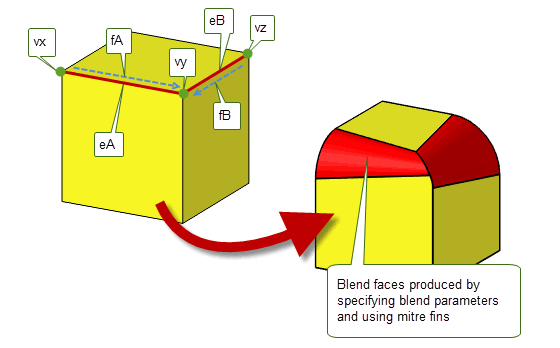 vx
fA
eB
vz
vy
fB
eA
Blend faces produced by
specifying blend parameters
and using mitre fins